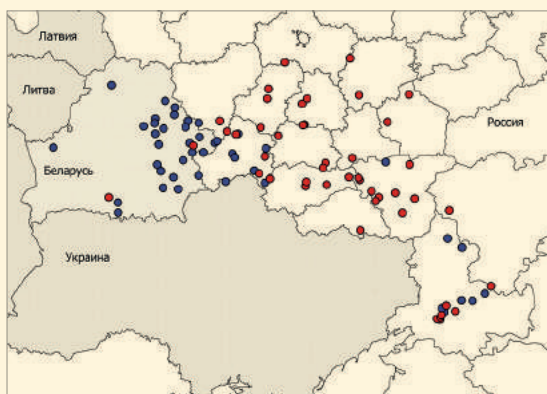 Латвия
Литва
Россия
Беларусь
Украина